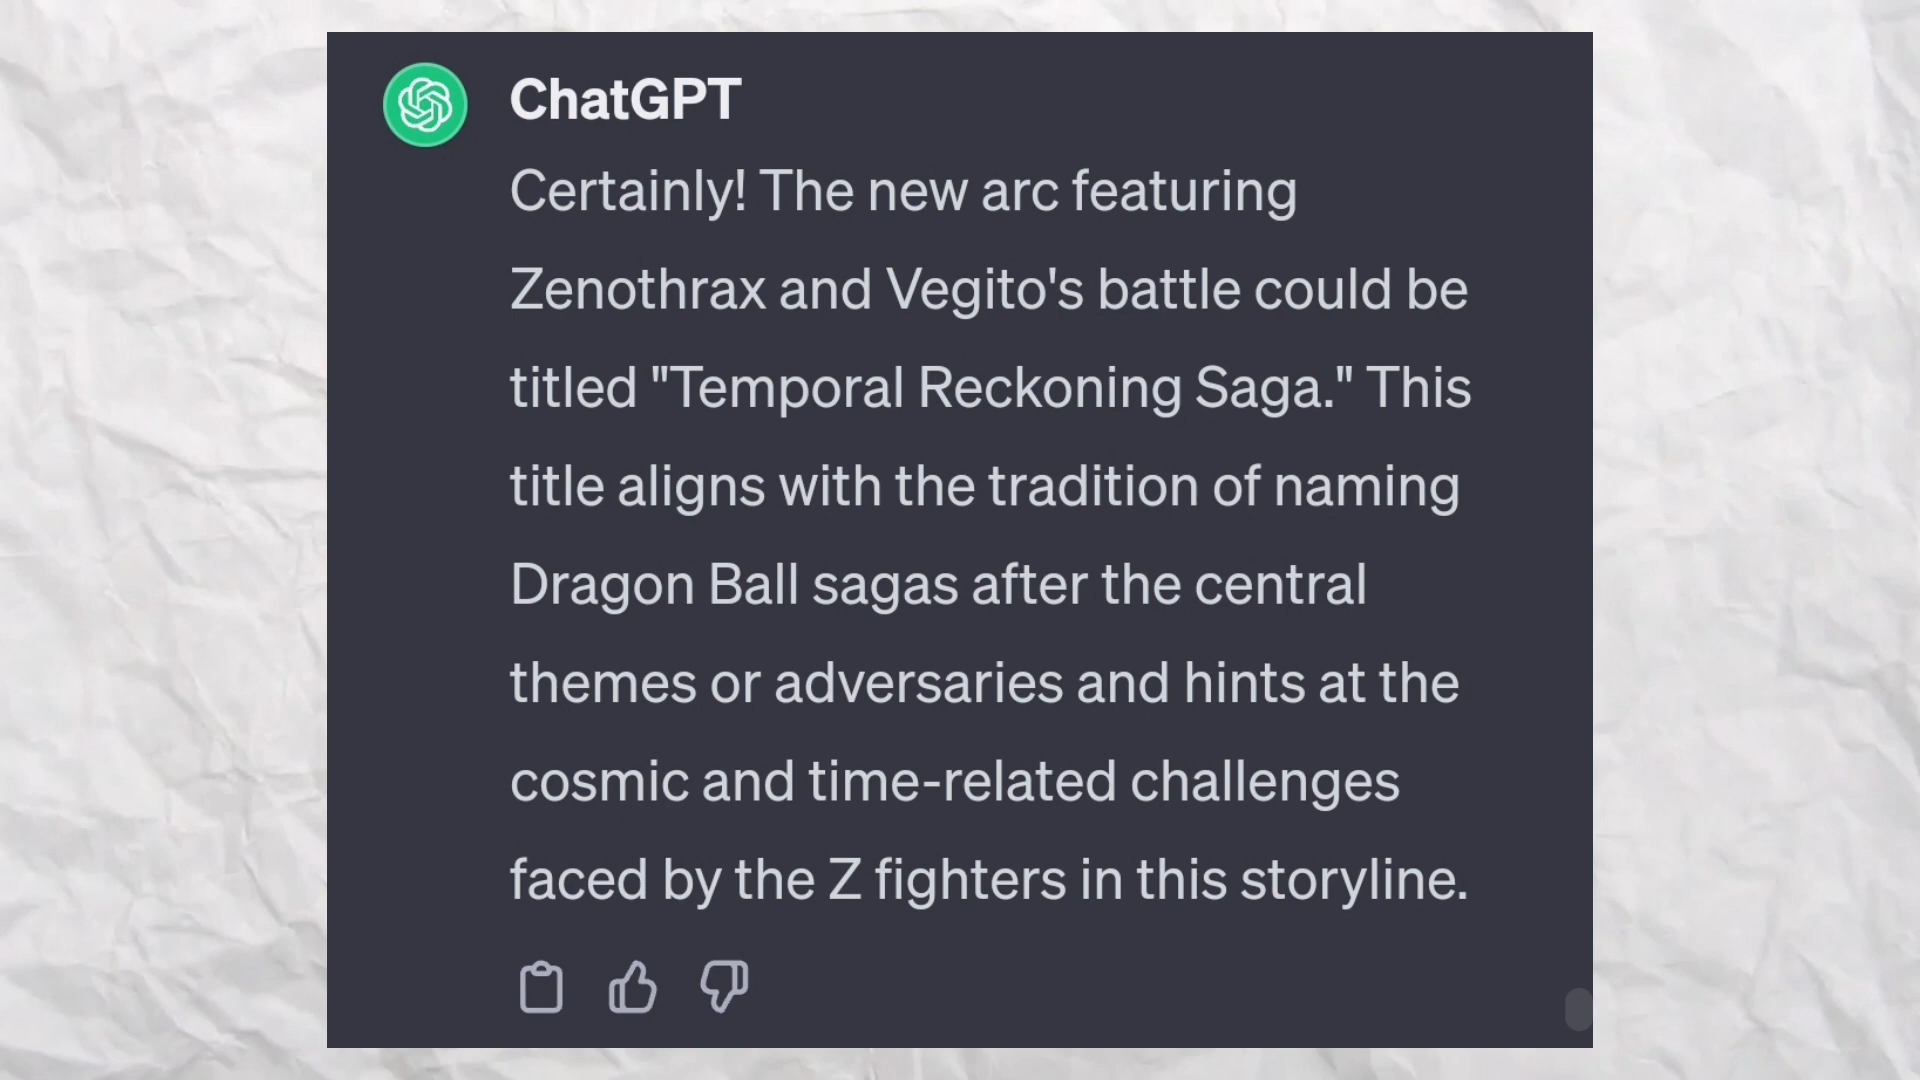 ChatGPT
Certainly! The new arc featuring
Zenothrax and Vegito's battle could be
titled "Temporal Reckoning Saga." This
title aligns with the tradition of naming
Dragon Ball sagas after the central
themes or adversaries and hints at the
cosmic and time-related challenges
faced by the Z fighters in this storyline.